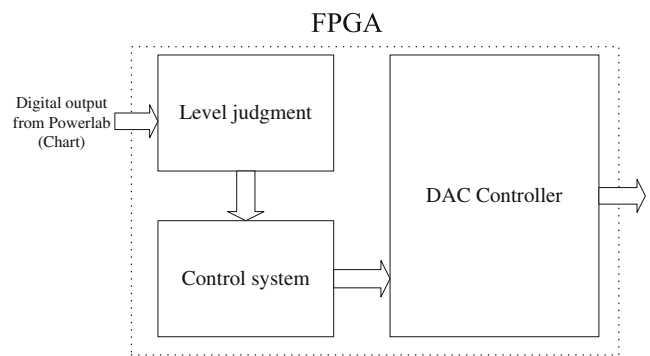 FPGA
Digital output
from Powerlab
(Chart)
Level judgment
DAC Controller
Control system